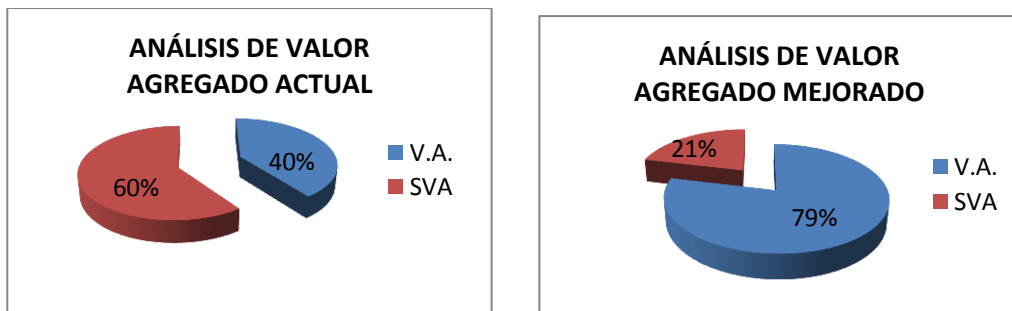 ANÁLISIS DE VALOR
AGREGADO ACTUAL
40%
60%
V.A.
SVA
ANÁLISIS DE VALOR
AGREGADO MEJORADO
21%
79%
V.A.
SVA